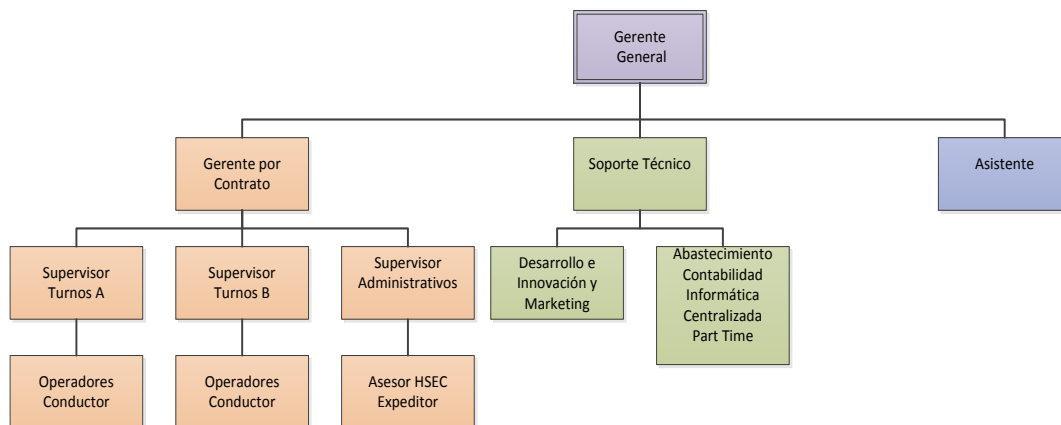 Gerente
General
Gerente por
Contrato
Soporte Técnico
Asistente
Supervisor
Turnos A
Supervisor
Turnos B
Supervisor
Administrativos
Desarrollo e
Innovación y
Marketing
Abastecimiento
Contabilidad
Informática
Centralizada
Part Time
Operadores
Conductor
Operadores
Conductor
Asesor HSEC
Expeditor